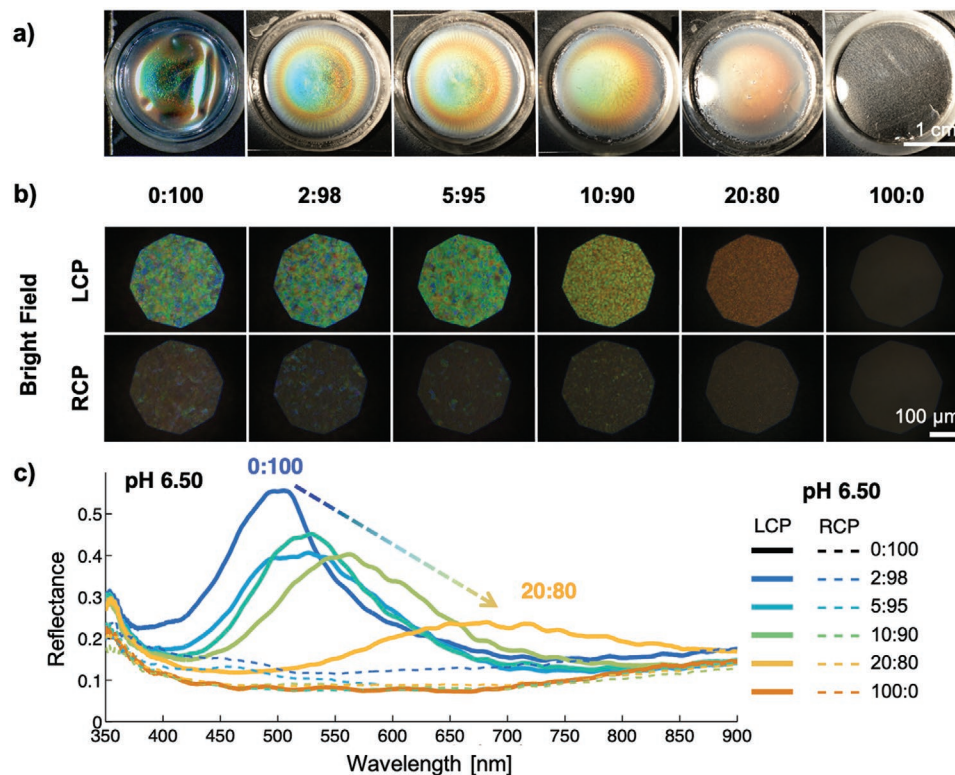 a)
1 cm
b)
0:100 2:98 5:95 10:90 20:80 100:0
Bright Field
LCP
RCP
100 μm
c)
pH 6.50
0:100
20:80
Reflectance
0.5
0.4
0.3
0.2
0.1
0
350 400 450 500 550 600 650 700 750 800 850 900
Wavelength [nm]
pH 6.50
LCP RCP
0:100
2:98
5:95
10:90
20:80
100:0